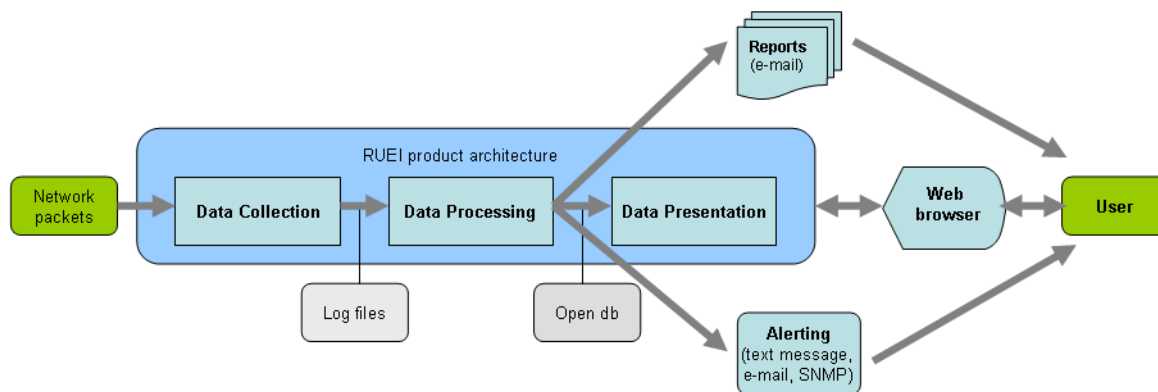 Reports
(e-mail)
RUEI product architecture
Network
packets
Data Collection
Data Processing
Data Presentation
Web
browser
User
Log files
Open db
Alerting
(text message,
e-mail, SNMP)